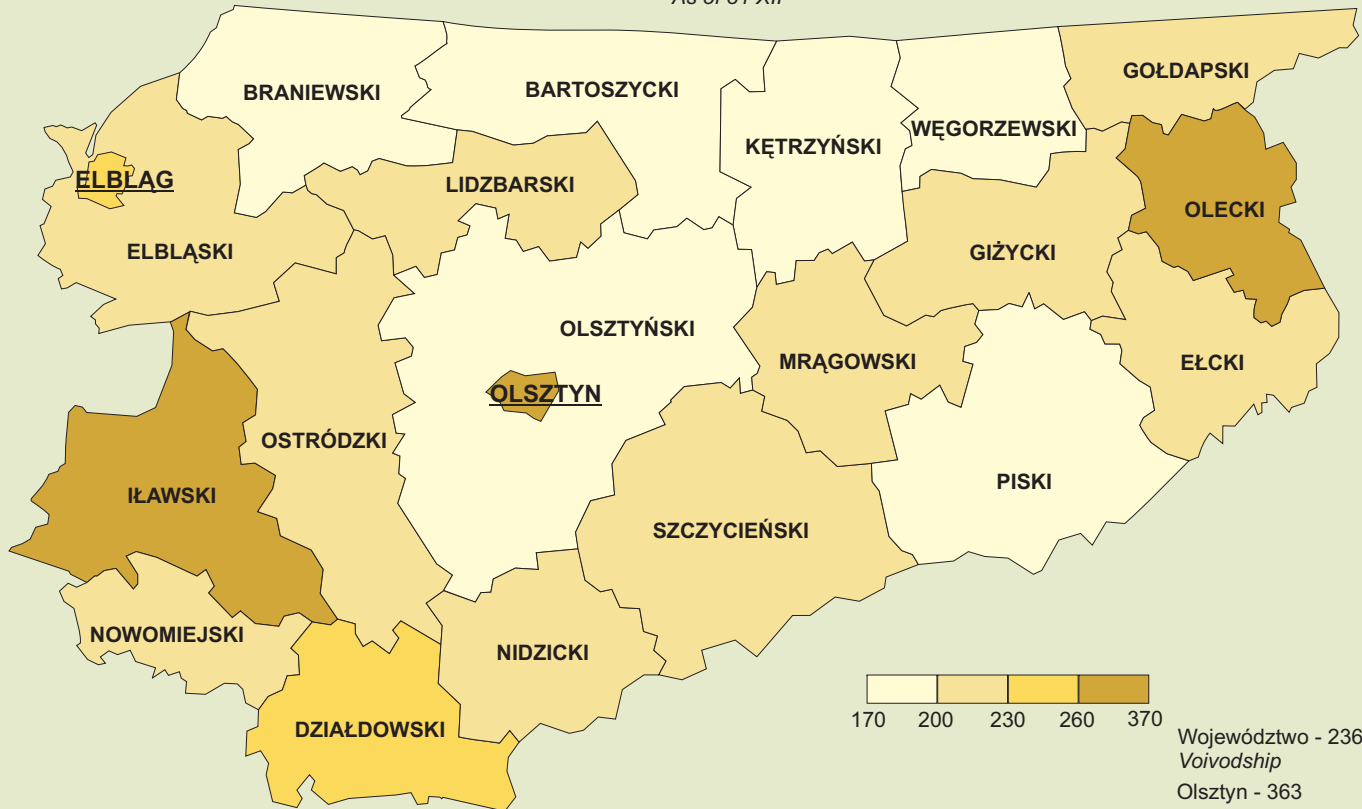 GOŁDAPSKI
BRANIEWSKI
BARTOSZYCKI
WĘGORZEWSKI
KĘTRZYŃSKI
ELBLĄG
LIDZBARSKI
OLECKI
ELBLĄSKI
GIŻYCKI
OLSZTYŃSKI
MRĄGOWSKI
EŁCKI
OLSZTYN
OSTRÓDZKI
IŁAWSKI
PISKI
SZCZYCIEŃSKI
NOWOMIEJSKI
NIDZICKI
DZIAŁDOWSKI
170 200 230 260 370
Województwo - 236
Voivodship
Olsztyn - 363